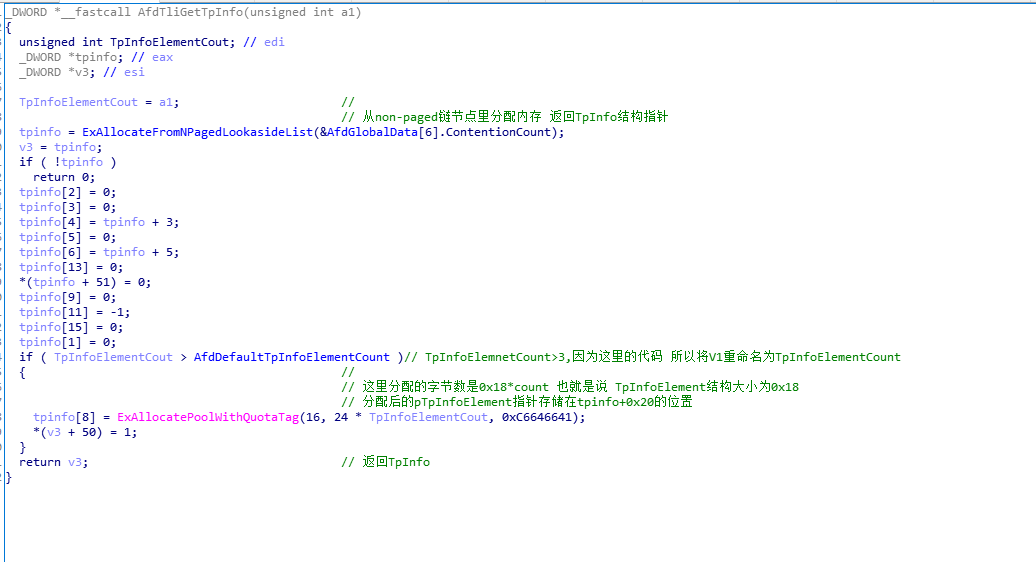 _DWORD *__fastcall AfdTliGetTpInfo(unsigned int a1)
{
unsigned int TpInfoElementCout; // edi
_DWORD *tpinfo; // eax
_DWORD *v3; // esi
TpInfoElementCout = a1; //
// 从non-paged链节点里分配内存 返回TpInfo结构指针
tpinfo = ExAllocateFromNPagedLookasideList(&AfdGlobalData[6].ContentionCount);
v3 = tpinfo;
if ( !tpinfo )
return 0;
tpinfo[2] = 0;
tpinfo[3] = 0;
tpinfo[4] = tpinfo + 3;
tpinfo[5] = 0;
tpinfo[6] = tpinfo + 5;
tpinfo[13] = 0;
*(tpinfo + 51) = 0;
tpinfo[9] = 0;
tpinfo[11] = -1;
tpinfo[15] = 0;
tpinfo[1] = 0;
if ( TpInfoElementCout > AfdDefaultTpInfoElementCount )// TpInfoElemnetCount>3,因为这里的代码 所以将V1重命名为TpInfoElementCount
{ //
// 这里分配的字节数是0x18*count 也就是说 TpInfoElement结构大小为0x18
// 分配后的pTpInfoElement指针存储在tpinfo+0x20的位置
tpinfo[8] = ExAllocatePoolWithQuotaTag(16, 24 * TpInfoElementCout, 0xC6646641);
*(v3 + 50) = 1;
}
return v3; // 返回TpInfo
}